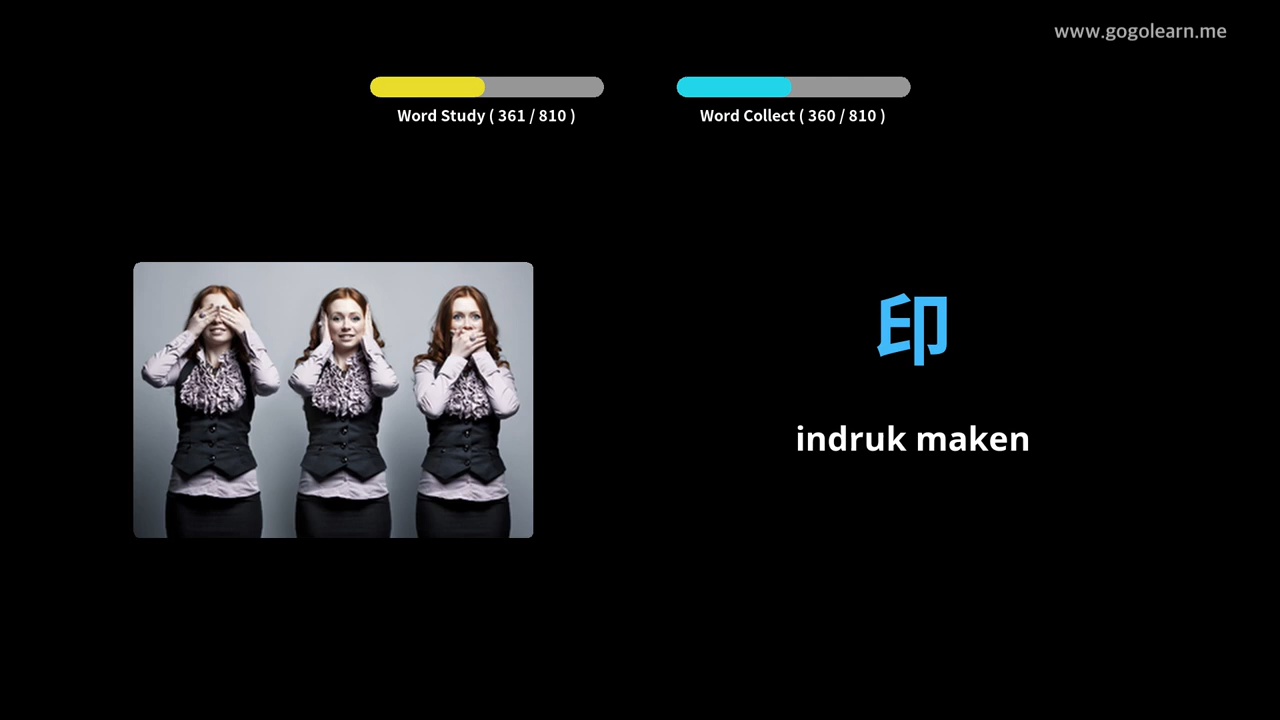 www.gogolearn.me
Word Study ( 361 / 810 )
Word Collect ( 360 / 810 )
印
indruk maken